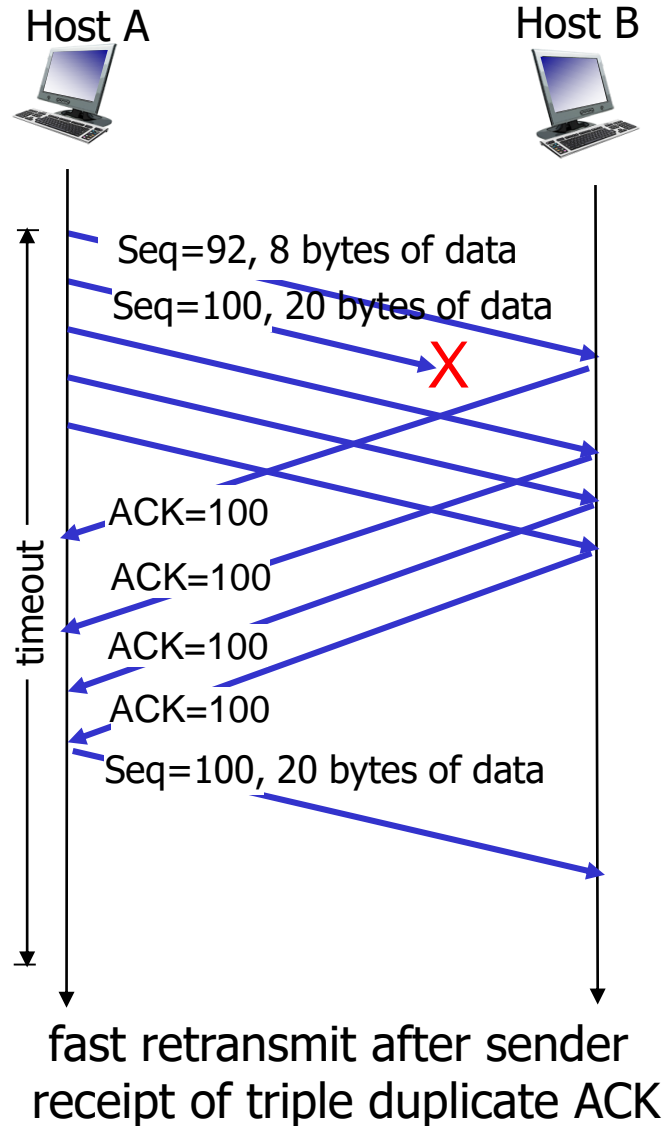 Host A
Host B
Seq=92, 8 bytes of data
Seq=100, 20 bytes of data
X
ACK=100
timeout
ACK=100
ACK=100
ACK=100
Seq=100, 20 bytes of data
fast retransmit after sender
receipt of triple duplicate ACK